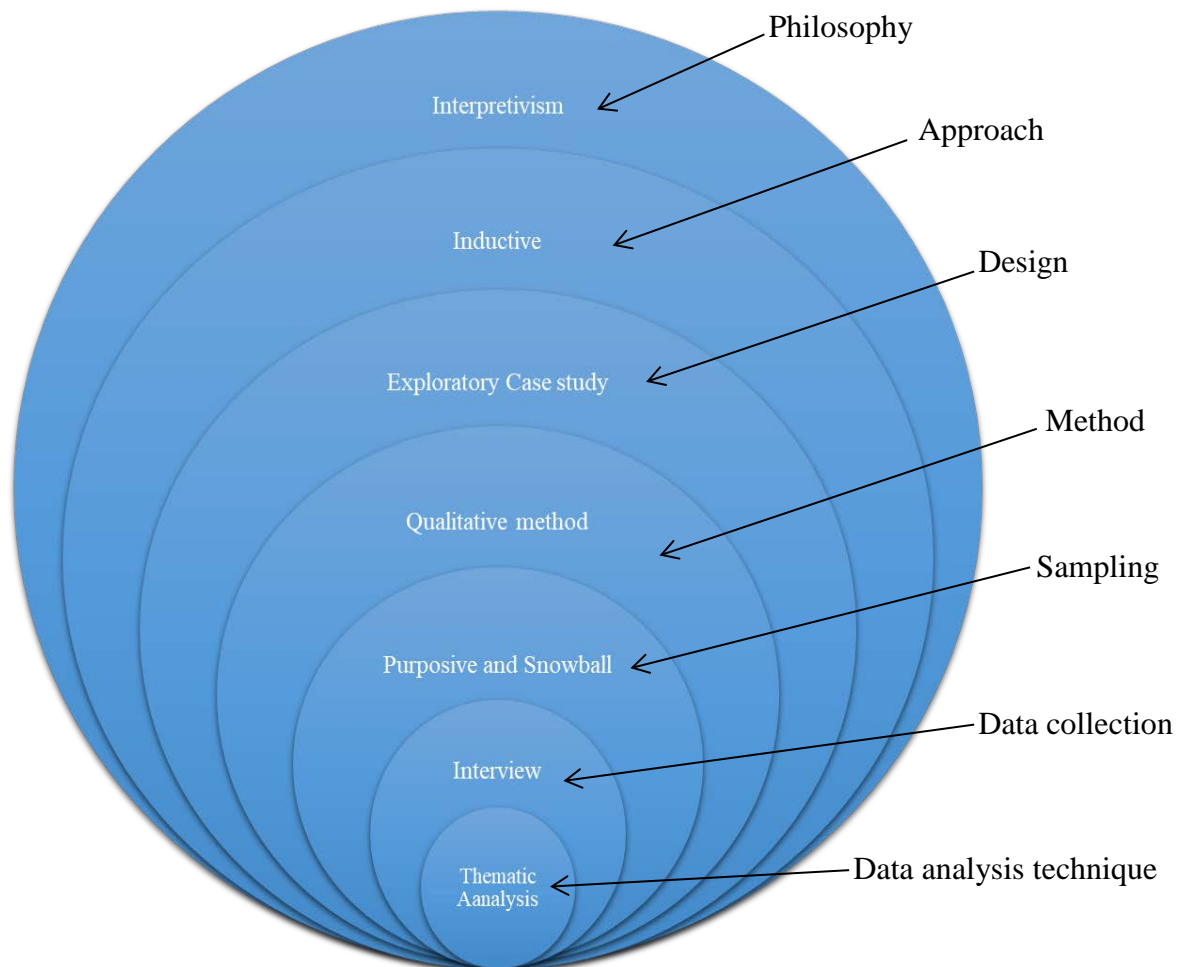 Philosophy
Interpretivism
Approach
Inductive
Design
Exploratory Case study
Method
Qualitative method
Sampling
Purposive and Snowball
Data collection
Interview
Data analysis technique
Thematic
Aanalysis